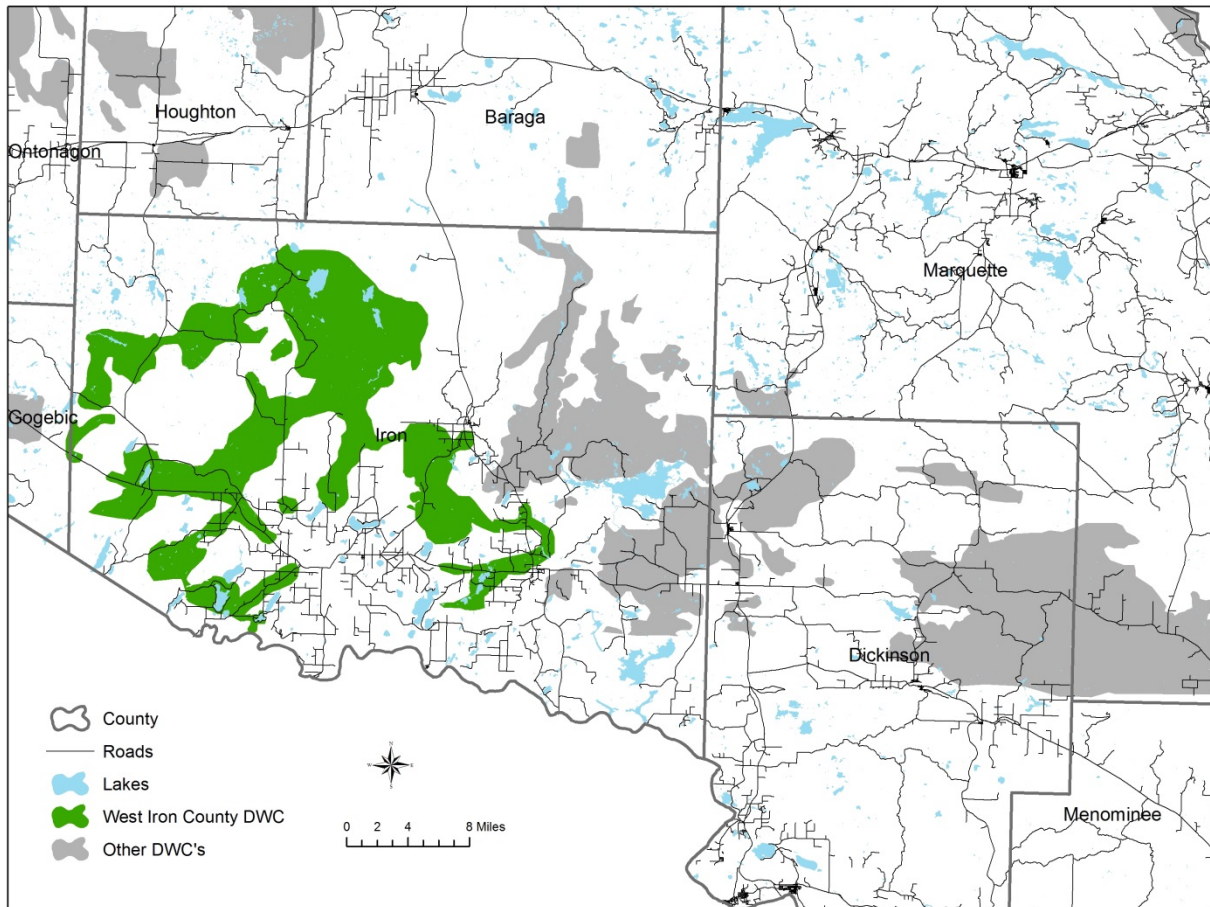 Houghton
Baraga
Ontonagon
Marquette
Gogebic
Iron
Dickinson
County
Roads
Lakes
West Iron County DWC
Other DWC's
N
W E
S
0 2 4 8 Miles
Menominee